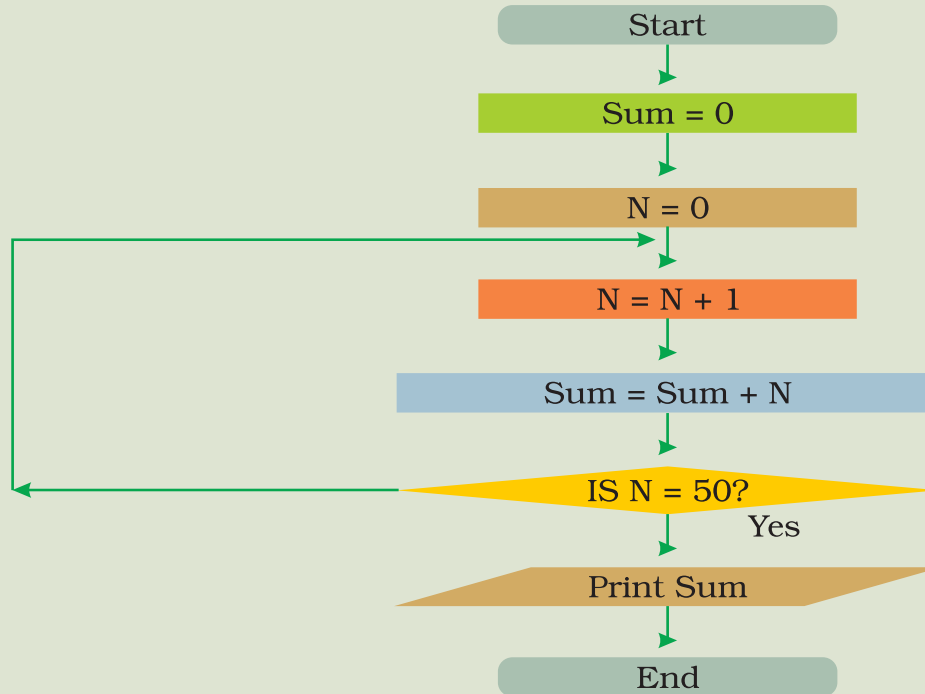 Start
Sum = 0
N = 0
N = N + 1
Sum = Sum + N
IS N = 50?
Yes
Print Sum
End